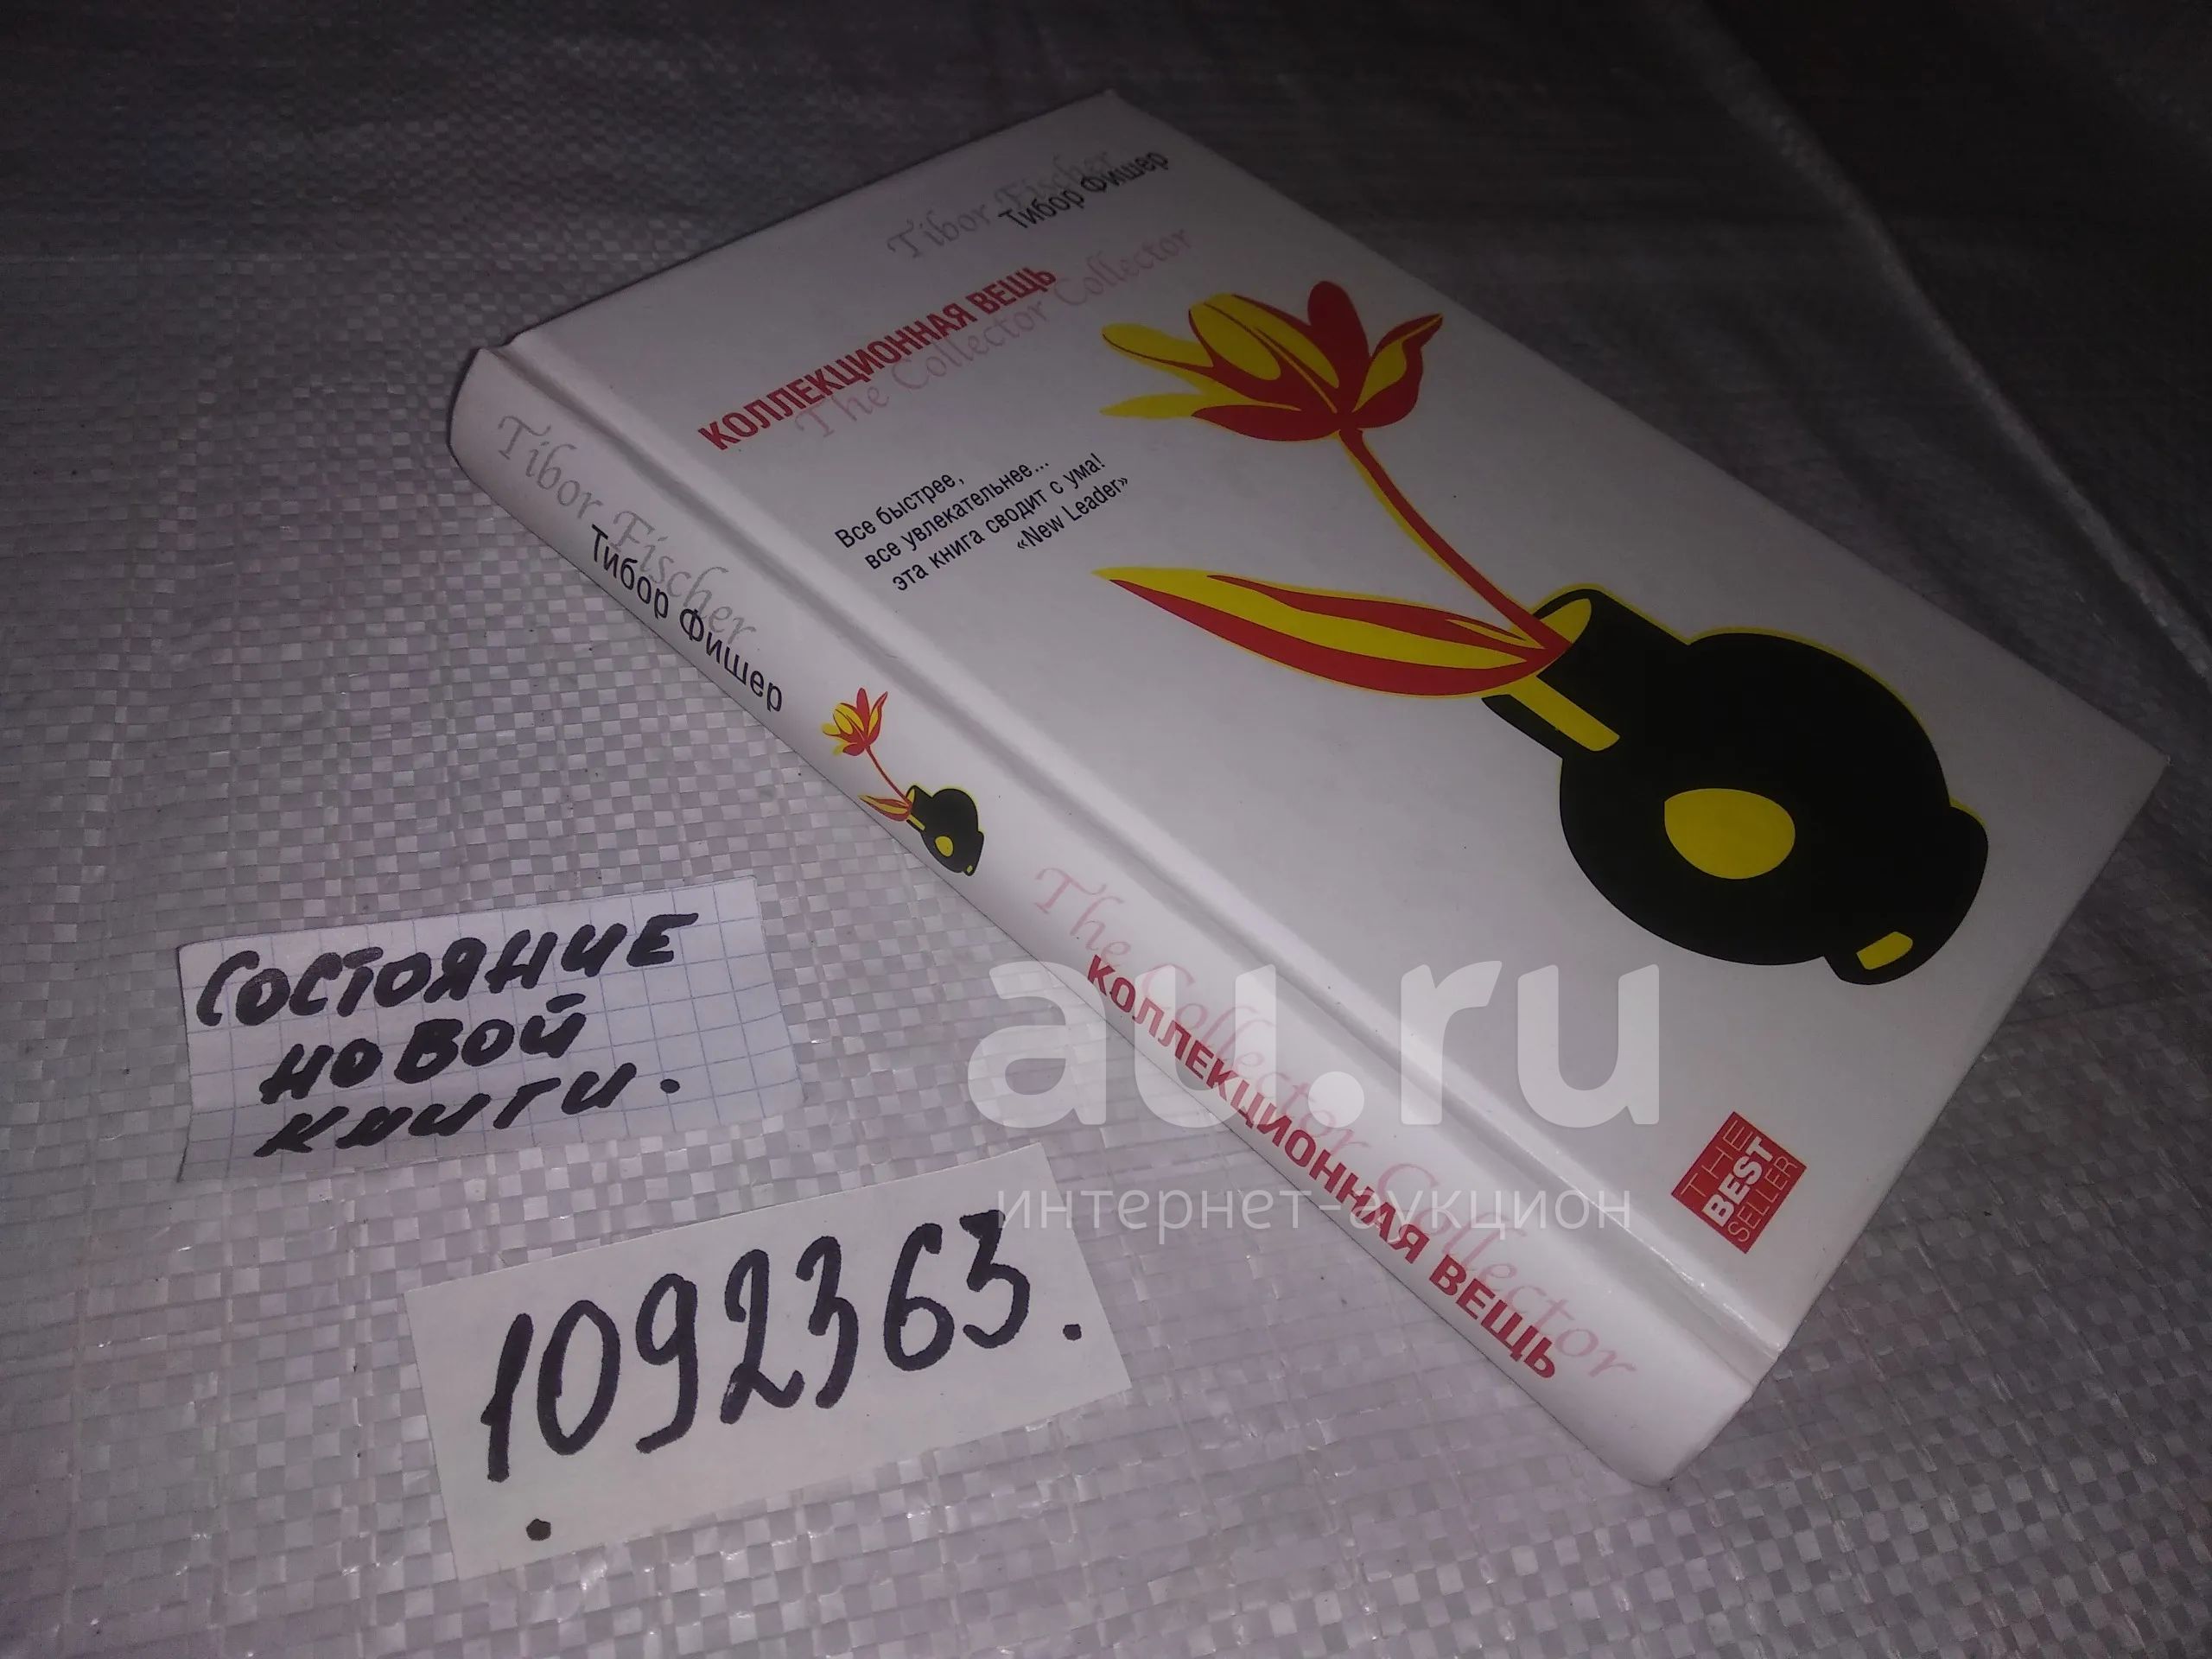 Tibor Fischer
Тибор Фишер
КОЛЛЕКЦИОННАЯ ВЕЩЬ
The Collector Collector
Все быстрее,
все увлекательнее...
эта книга сводит с ума!
«New Leader»
THE
BEST
SELLER
Tibor Fischer
Тибор Фишер
The Collector Collector
КОЛЛЕКЦИОННАЯ ВЕЩЬ
СОСТОЯНИЕ
НОВОЙ
КНИГИ.
.1092363.
au.ru
интернет-аукцион